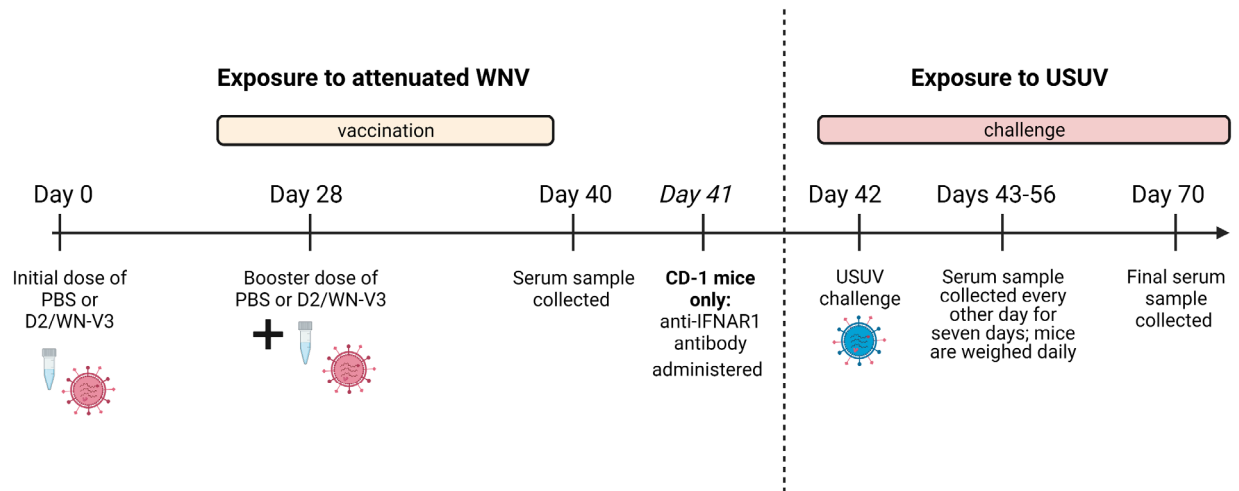 Exposure to attenuated WNV
Exposure to USUV
vaccination
challenge
Day 0
Day 28
Day 40
Day 41
Day 42
Days 43-56
Day 70
Initial dose of
PBS or
D2/WN-V3
Booster dose of
PBS or D2/WN-V3
+
Serum sample
collected
CD-1 mice
only:
anti-IFNAR1
antibody
administered
USUV
challenge
Serum sample
collected every
other day for
seven days; mice
are weighed daily
Final serum
sample
collected